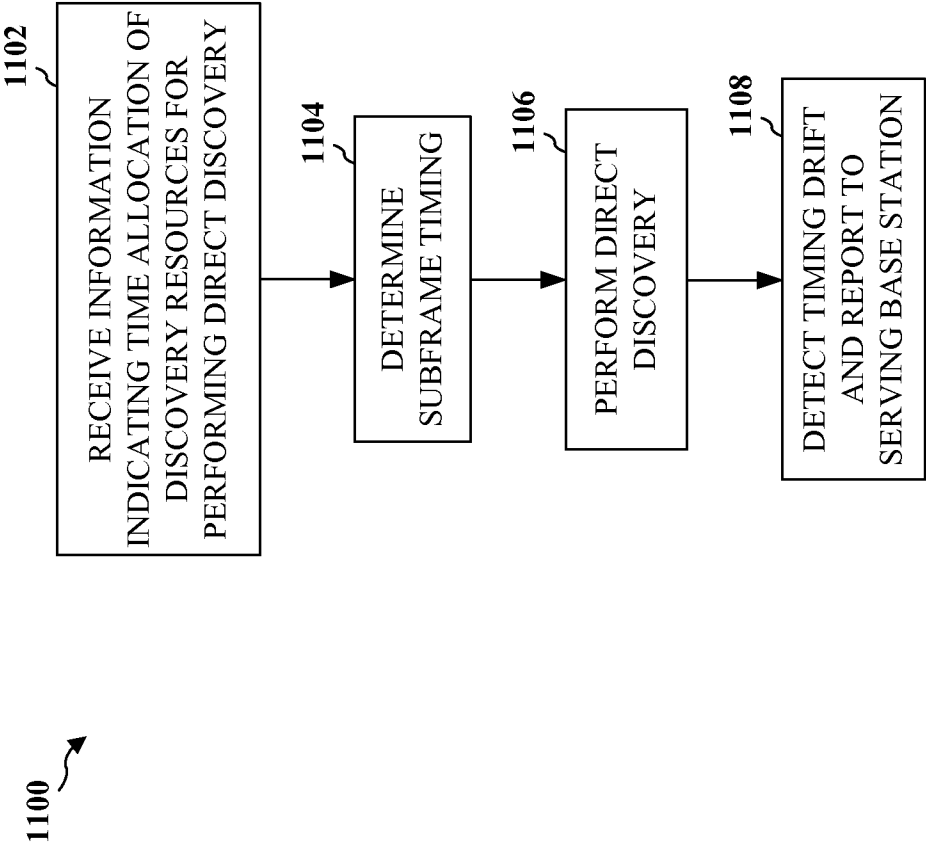 1100
1102
RECEIVE INFORMATION
INDICATING TIME ALLOCATION OF
DISCOVERY RESOURCES FOR
PERFORMING DIRECT DISCOVERY
1104
DETERMINE
SUBFRAME TIMING
1106
PERFORM DIRECT
DISCOVERY
1108
DETECT TIMING DRIFT
AND REPORT TO
SERVING BASE STATION